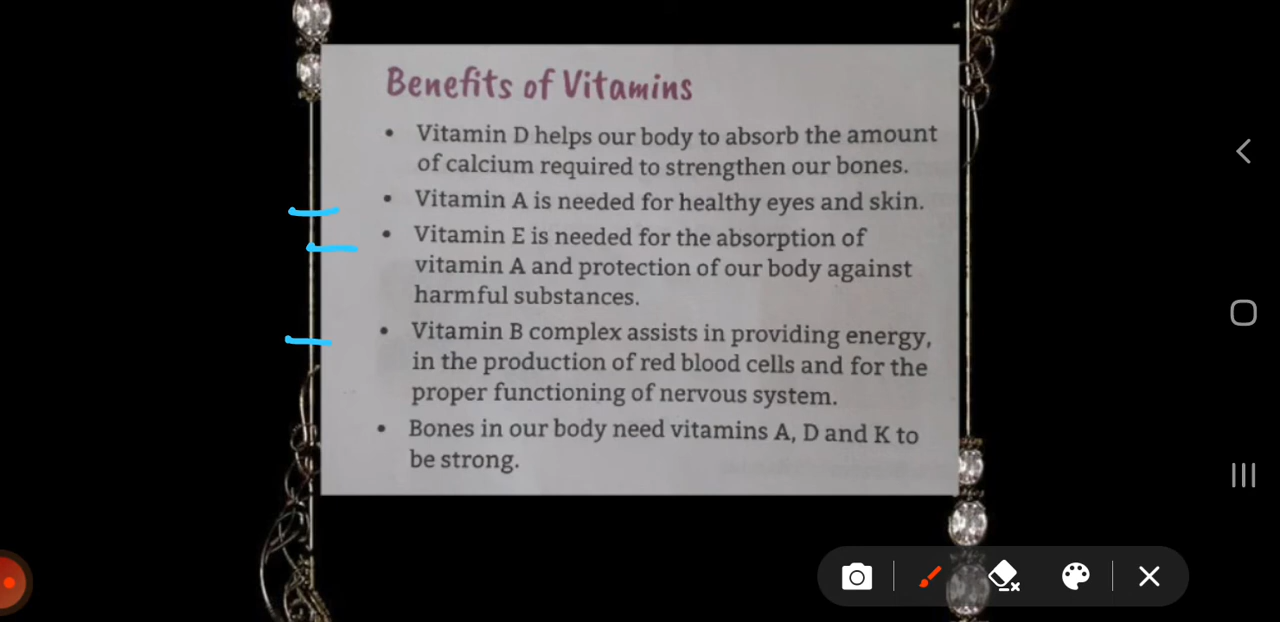 Benefits of Vitamins
• Vitamin D helps our body to absorb the amount
of calcium required to strengthen our bones.
• Vitamin A is needed for healthy eyes and skin.
• Vitamin E is needed for the absorption of
vitamin A and protection of our body against
harmful substances.
• Vitamin B complex assists in providing energy,
in the production of red blood cells and for the
proper functioning of nervous system.
• Bones in our body need vitamins A, D and K to
be strong.